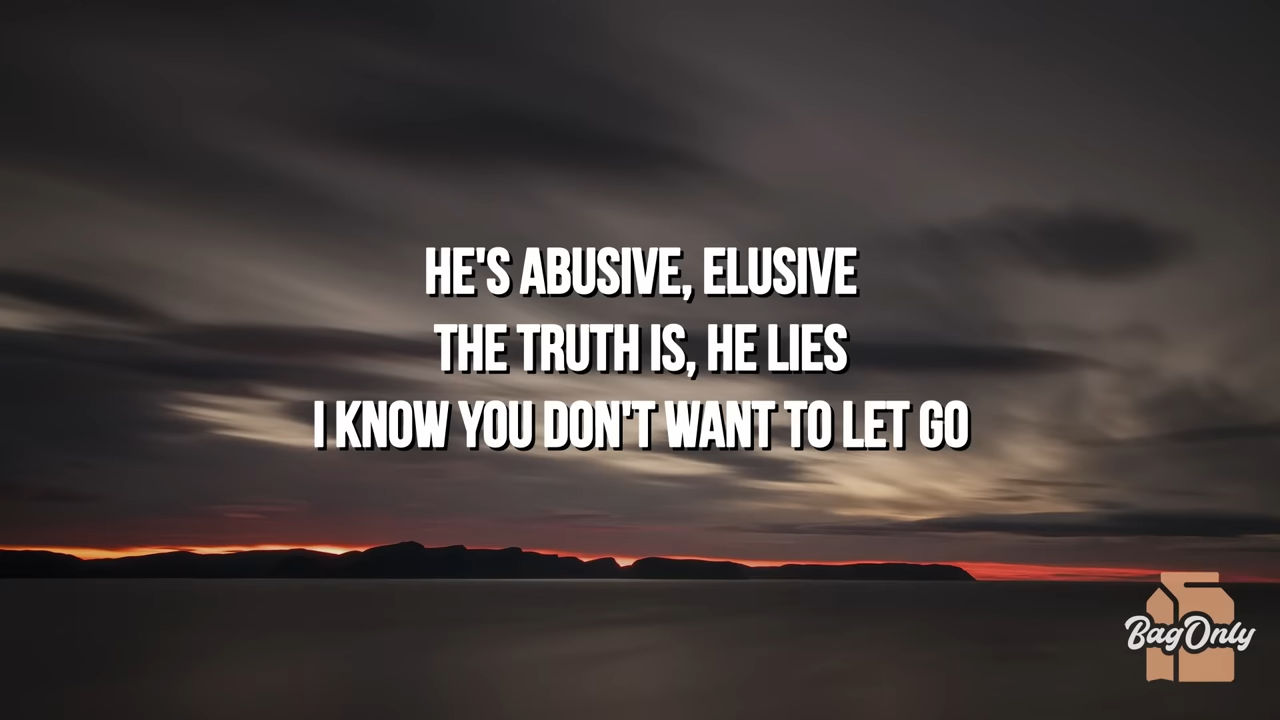 HE'S ABUSIVE, ELUSIVE
THE TRUTH IS, HE LIES
I KNOW YOU DON'T WANT TO LET GO
BagOnly